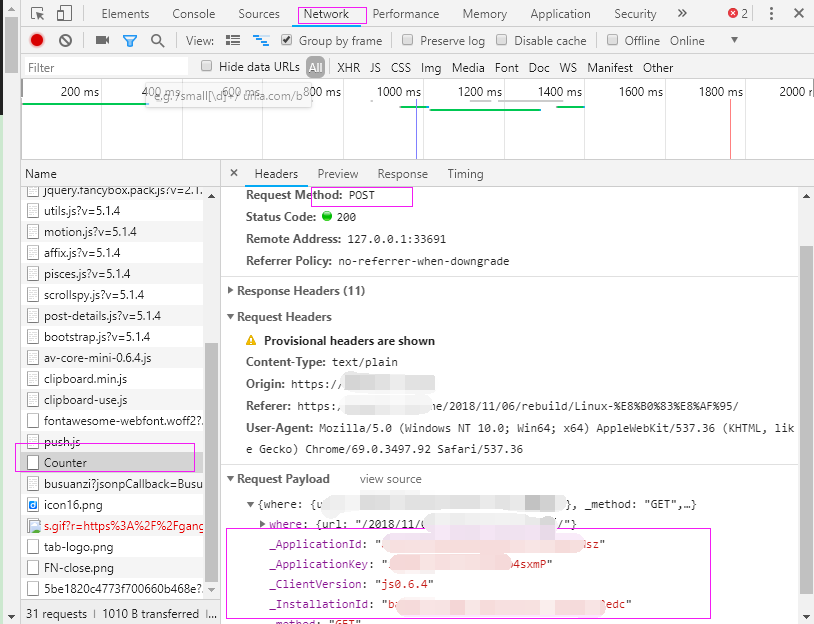 Elements Console Sources Network Performance Memory Application Security » 2
View: Group by frame Preserve log Disable cache Offline Online
Filter Hide data URLs All XHR JS CSS Img Media Font Doc WS Manifest Other
200 ms 400 ms 800 ms 1000 ms 1200 ms 1400 ms 1600 ms 1800 ms 2000
e.g. /small[\d]+/ url:a.com/b
Name
jquery.fancybox.pack.js?v=2.1.
utils.js?v=5.1.4
motion.js?v=5.1.4
affix.js?v=5.1.4
pisces.js?v=5.1.4
scrollspy.js?v=5.1.4
post-details.js?v=5.1.4
bootstrap.js?v=5.1.4
av-core-mini-0.6.4.js
clipboard.min.js
clipboard-use.js
fontawesome-webfont.woff2?.
push.js
Counter
busuanzi?jsonpCallback=Busu
icon16.png
s.gif?r=https%3A%2F%2Fgang
tab-logo.png
FN-close.png
5be1820c4773f700660b468e?.
31 requests | 1010 B transferred |...
× Headers Preview Response Timing
Request Method: POST
Status Code: 200
Remote Address: 127.0.0.1:33691
Referrer Policy: no-referrer-when-downgrade
Response Headers (11)
Request Headers
Provisional headers are shown
Content-Type: text/plain
Origin: https://
Referer: https: /2018/11/06/rebuild/Linux-%E8%B0%83%E8%AF%95/
User-Agent: Mozilla/5.0 (Windows NT 10.0; Win64; x64) AppleWebKit/537.36 (KHTML, lik
e Gecko) Chrome/69.0.3497.92 Safari/537.36
Request Payload view source
{where: { }, _method: "GET",…}
where: {url: "/2018/11/0 /"}
_ApplicationId: " sz"
_ApplicationKey: " 4sxmP"
_ClientVersion: "js0.6.4"
_InstallationId: "ba edc"
_method: "GET"